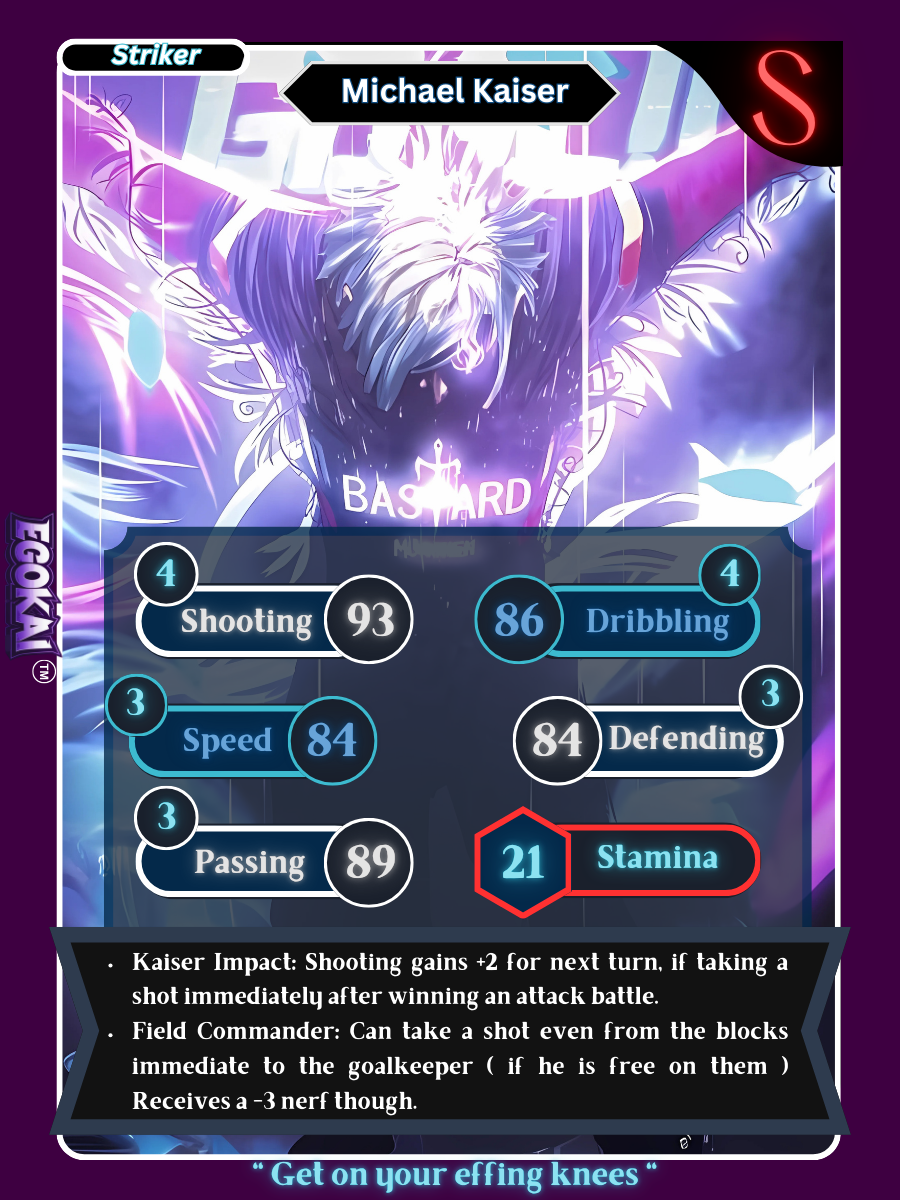 Striker
Michael Kaiser
S
BAS ARD
EGOKAI
TM
4
Shooting 93
4
86 Dribbling
3
Speed 84
3
84 Defending
3
Passing 89
21 Stamina
• Kaiser Impact: Shooting gains +2 for next turn, if taking a
shot immediately after winning an attack battle.
• Field Commander: Can take a shot even from the blocks
immediate to the goalkeeper ( if he is free on them )
Receives a -3 nerf though.
“ Get on your effing knees “